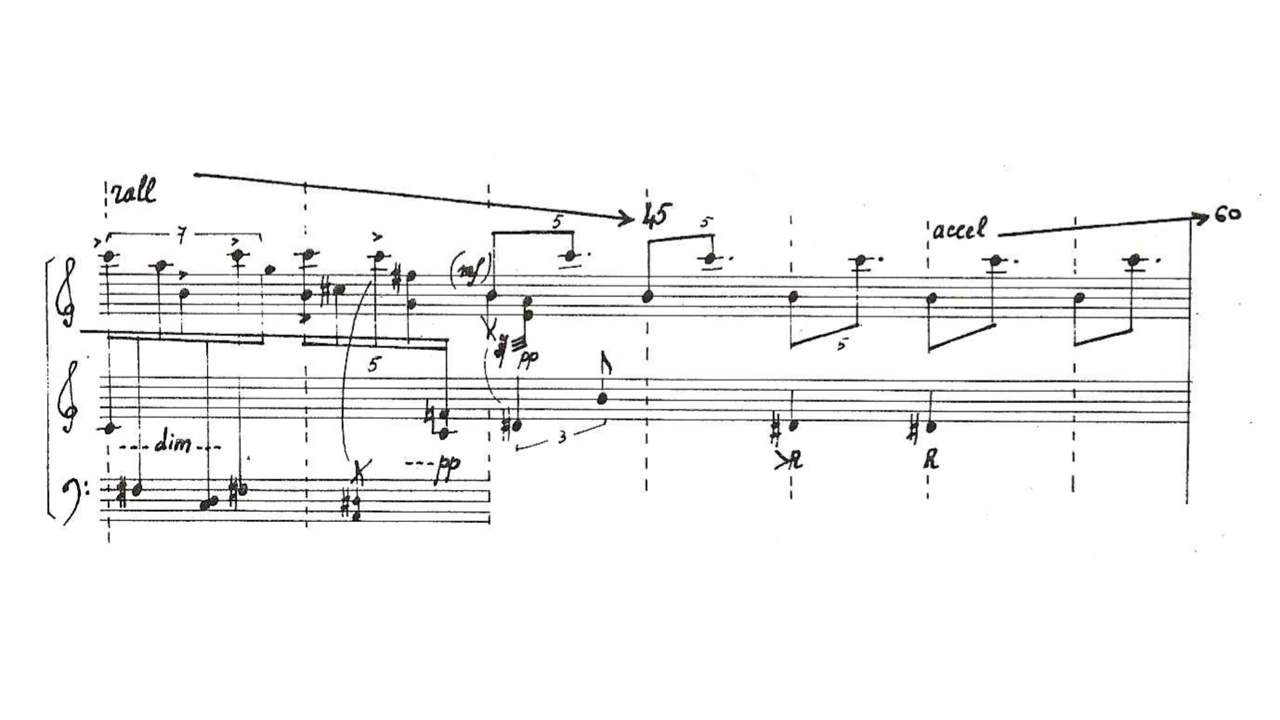 rall
45
accel
60
7
5
5
(mf)
5
5
pp
3
--- dim ---
--- pp
R
R